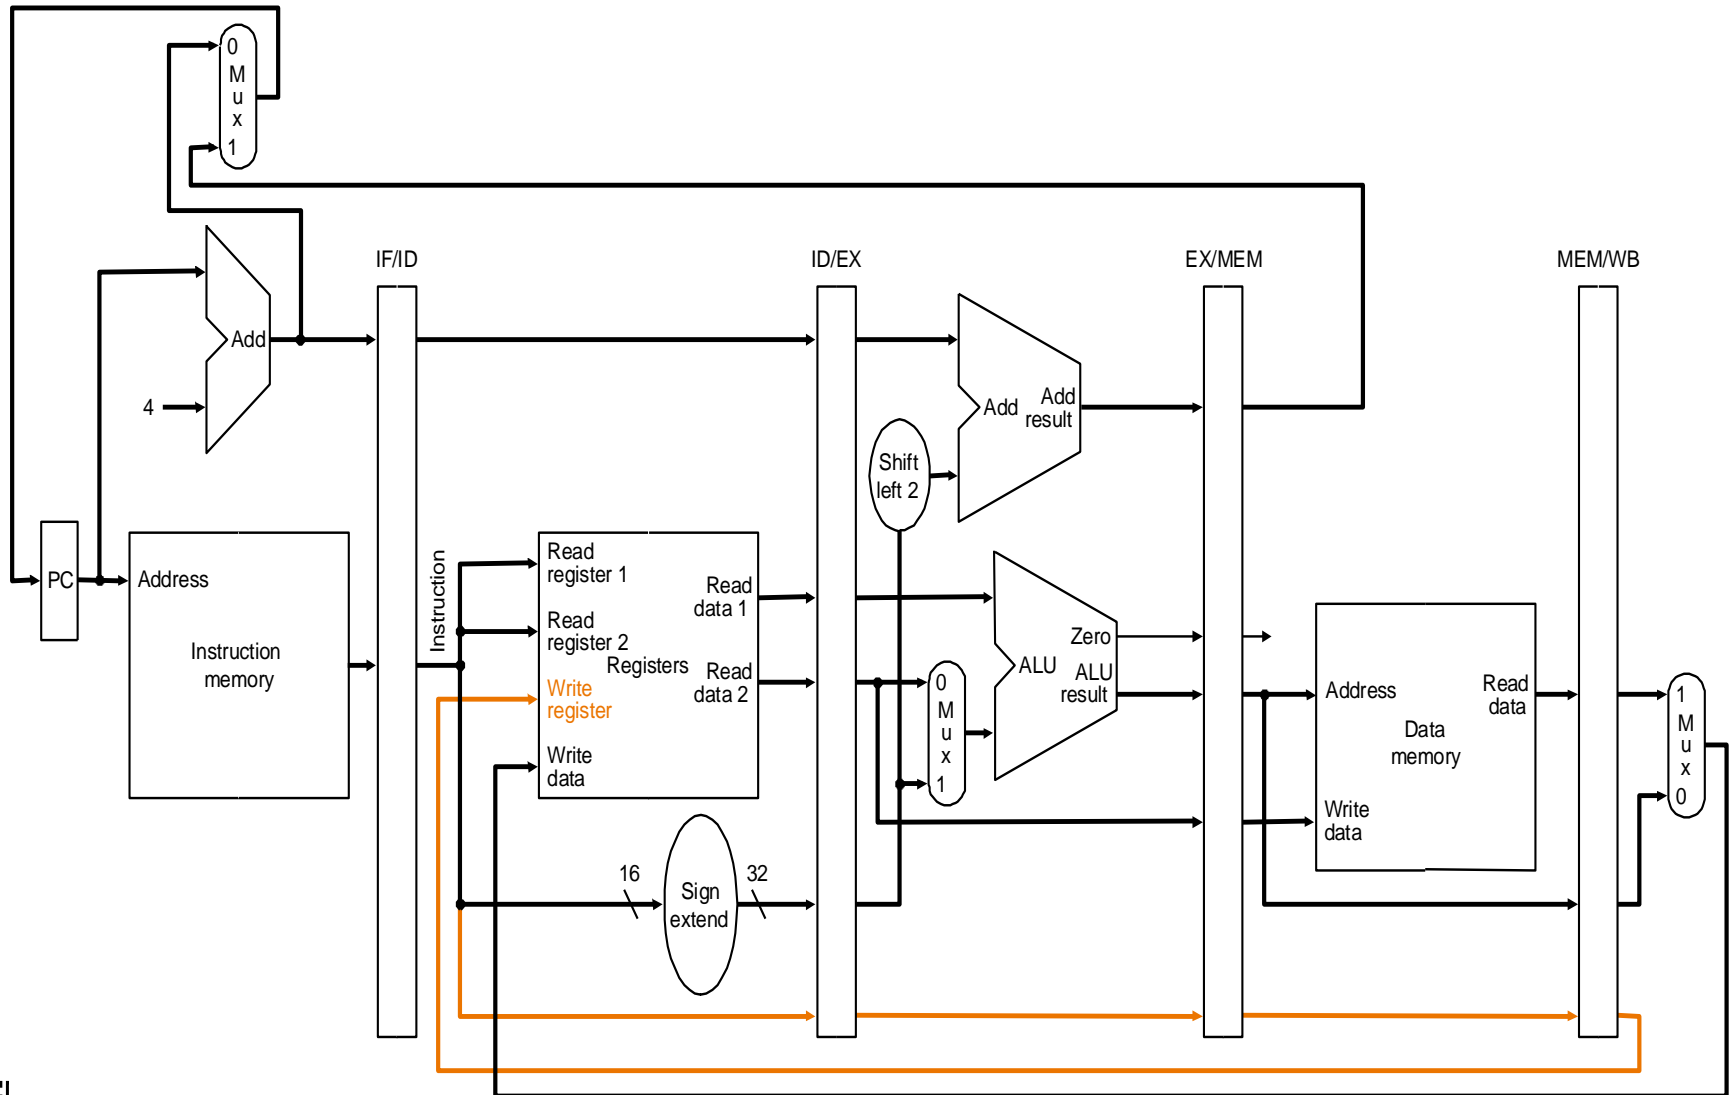 0
M
u
x
1
IF/ID
ID/EX
EX/MEM
MEM/WB
Add
4
Add
Add
result
Shift
left 2
PC
Address
Instruction
memory
Instruction
Read
register 1
Read
register 2
Registers
Write
register
Write
data
Read
data 1
Read
data 2
0
M
u
x
1
Zero
ALU
ALU
result
Address
Read
data
Data
memory
Write
data
1
M
u
x
0
16
Sign
extend
32